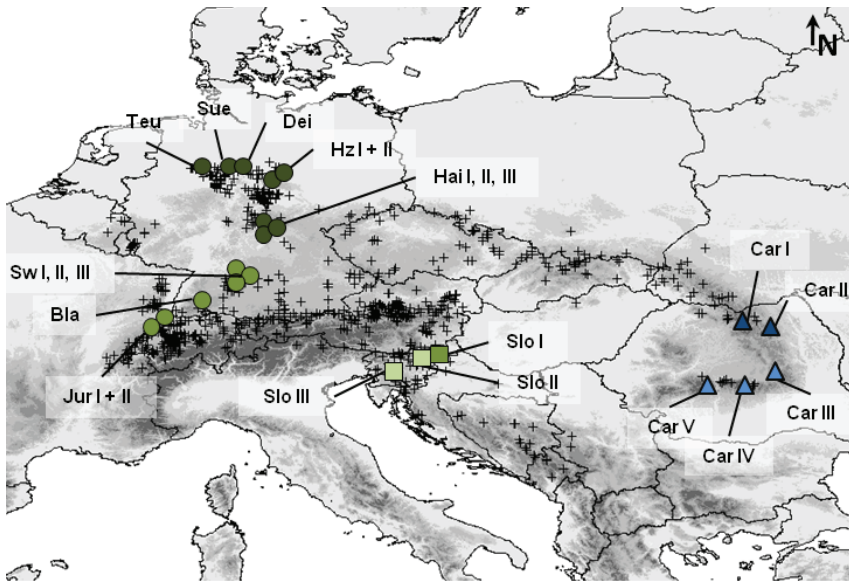 N
Sue
Teu
Dei
Hz I + II
Hai I, II, III
Sw I, II, III
Bla
Car I
Car II
Slo I
Slo II
Slo III
Jur I + II
Car III
Car V
Car IV